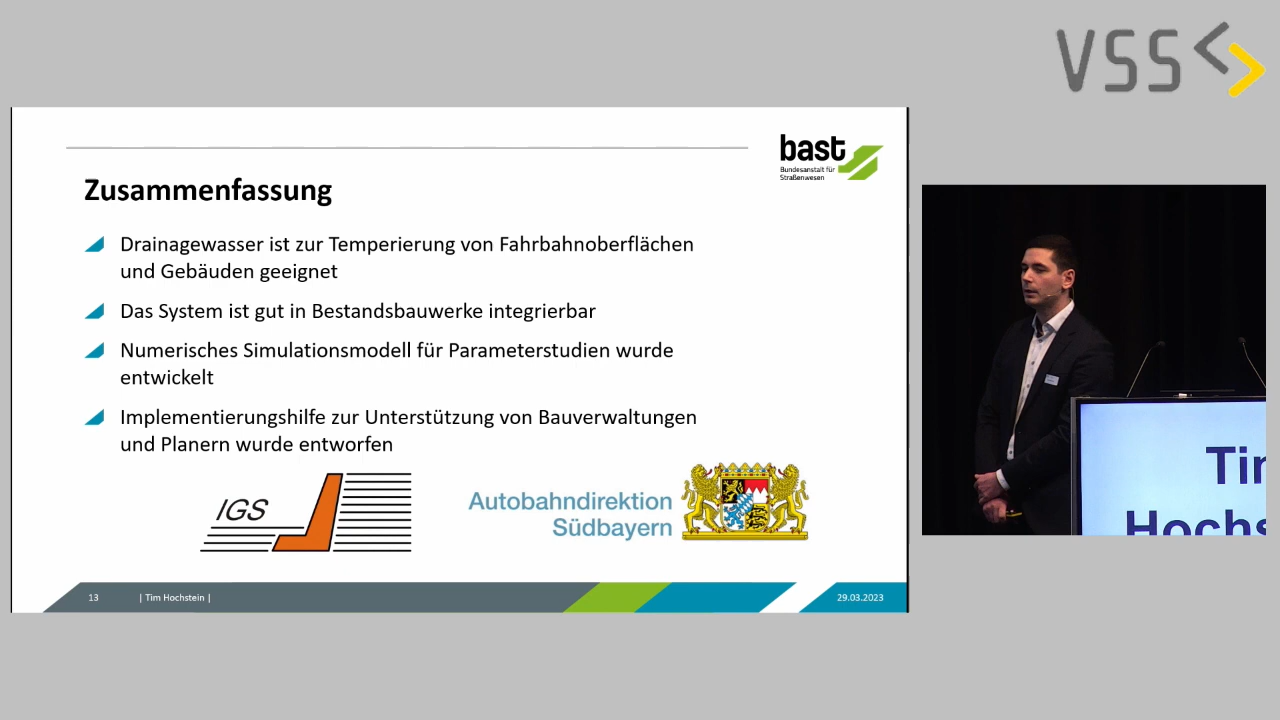 VSS
bast
Bundesanstalt für
Straßenwesen
Zusammenfassung
Drainagewasser ist zur Temperierung von Fahrbahnoberflächen
und Gebäuden geeignet
Das System ist gut in Bestandsbauwerke integrierbar
Numerisches Simulationsmodell für Parameterstudien wurde
entwickelt
Implementierungshilfe zur Unterstützung von Bauverwaltungen
und Planern wurde entworfen
IGS
Autobahndirektion
Südbayern
13 | Tim Hochstein | 29.03.2023
Ti
Hochs